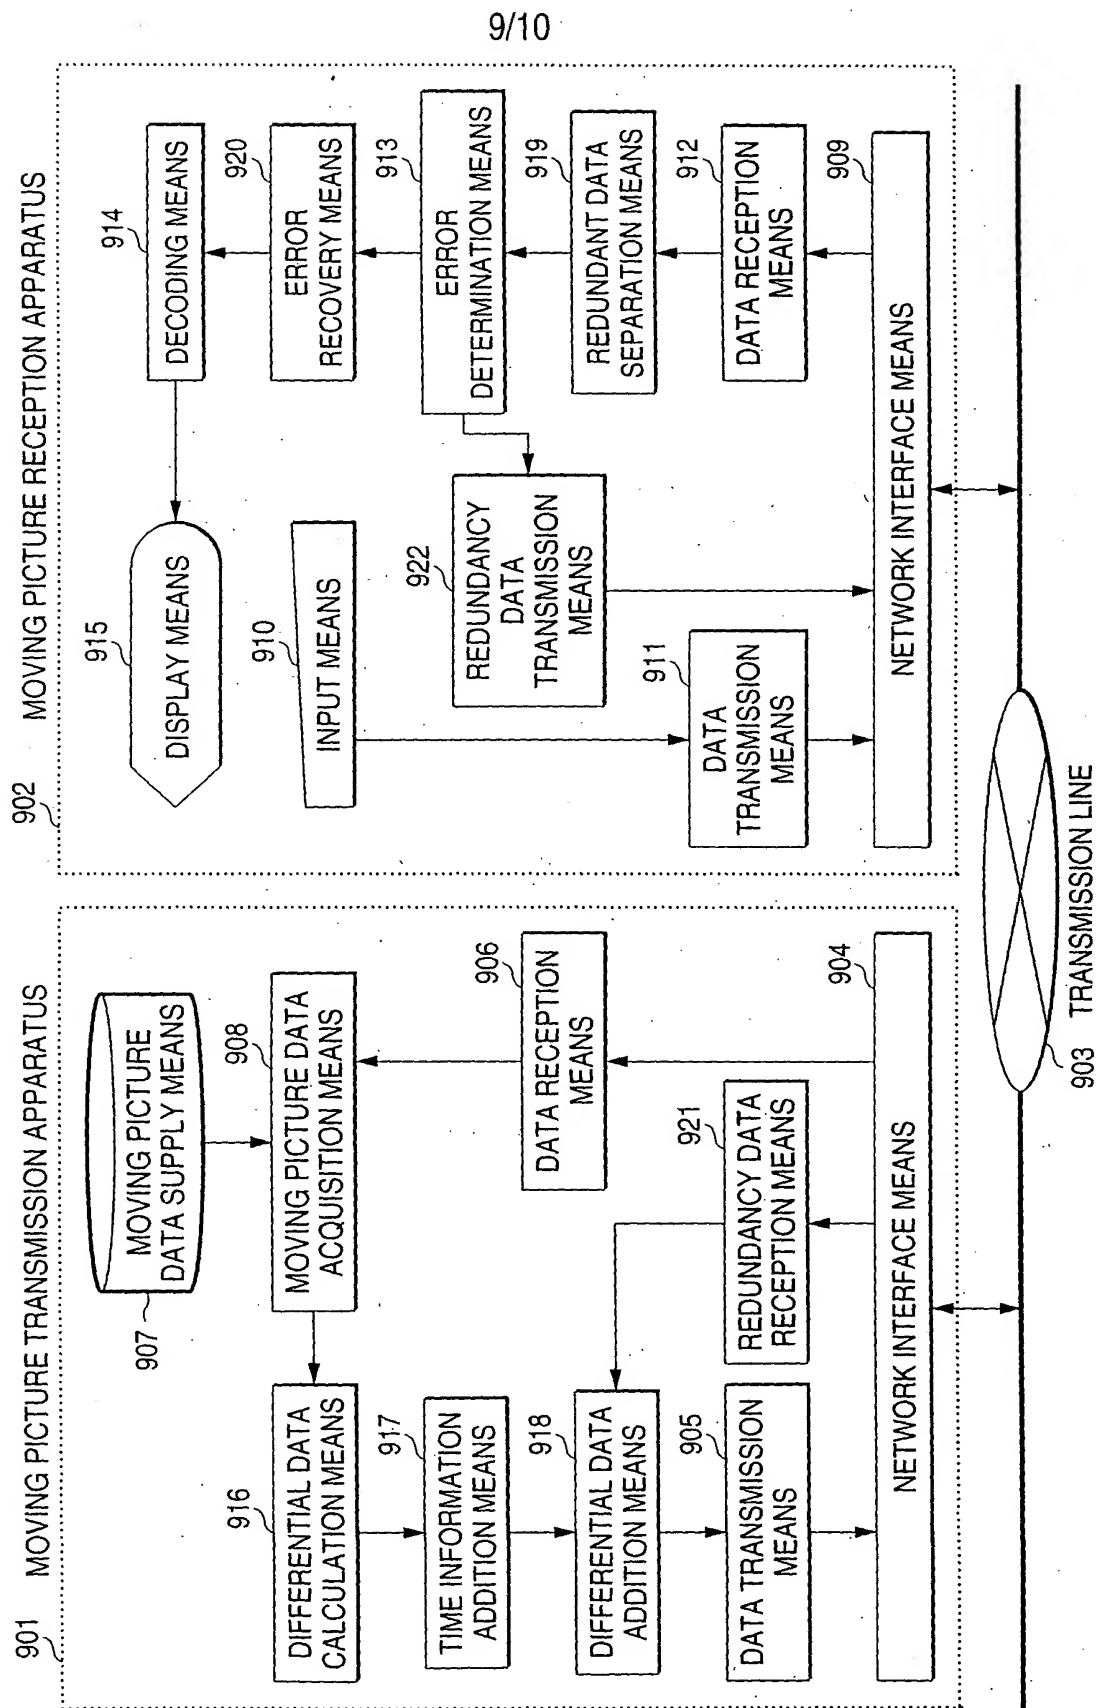 9/10
901
MOVING PICTURE TRANSMISSION APPARATUS
907
MOVING PICTURE
DATA SUPPLY MEANS
908
MOVING PICTURE DATA
ACQUISITION MEANS
916
DIFFERENTIAL DATA
CALCULATION MEANS
917
TIME INFORMATION
ADDITION MEANS
918
DIFFERENTIAL DATA
ADDITION MEANS
905
DATA TRANSMISSION
MEANS
906
DATA RECEPTION
MEANS
921
REDUNDANCY DATA
RECEPTION MEANS
904
NETWORK INTERFACE MEANS
902
MOVING PICTURE RECEPTION APPARATUS
915
DISPLAY MEANS
914
DECODING MEANS
910
INPUT MEANS
920
ERROR
RECOVERY MEANS
913
ERROR
DETERMINATION MEANS
922
REDUNDANCY
DATA
TRANSMISSION
MEANS
919
REDUNDANT DATA
SEPARATION MEANS
911
DATA
TRANSMISSION
MEANS
912
DATA RECEPTION
MEANS
909
NETWORK INTERFACE MEANS
903
TRANSMISSION LINE